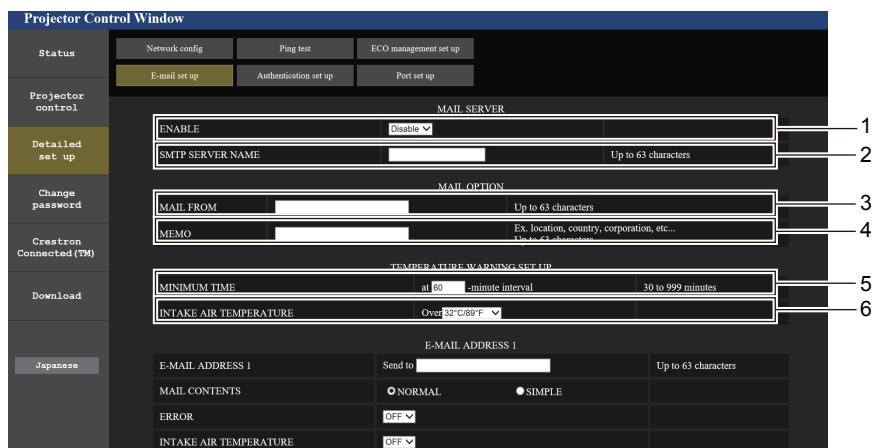 Projector Control Window
Status
Network config
Ping test
ECO management set up
E-mail set up
Authentication set up
Port set up
Projector
control
Detailed
set up
Change
password
Crestron
Connected(TM)
Download
Japanese
MAIL SERVER
ENABLE Disable 1
SMTP SERVER NAME Up to 63 characters 2
MAIL OPTION
MAIL FROM Up to 63 characters 3
MEMO Ex. location, country, corporation, etc... 4
Up to 63 characters
TEMPERATURE WARNING SET UP
MINIMUM TIME at 60 -minute interval 30 to 999 minutes 5
INTAKE AIR TEMPERATURE Over 32°C/89°F 6
E-MAIL ADDRESS 1
E-MAIL ADDRESS 1 Send to Up to 63 characters
MAIL CONTENTS NORMAL SIMPLE
ERROR OFF
INTAKE AIR TEMPERATURE OFF